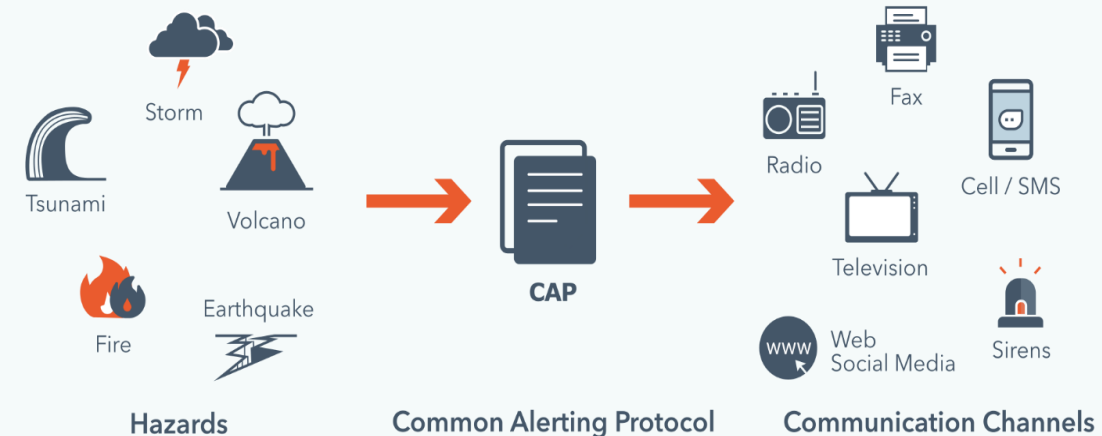 Storm
Tsunami
Volcano
Fire
Earthquake
Hazards
CAP
Common Alerting Protocol
Fax
Radio
Cell / SMS
Television
www
Web
Social Media
Sirens
Communication Channels